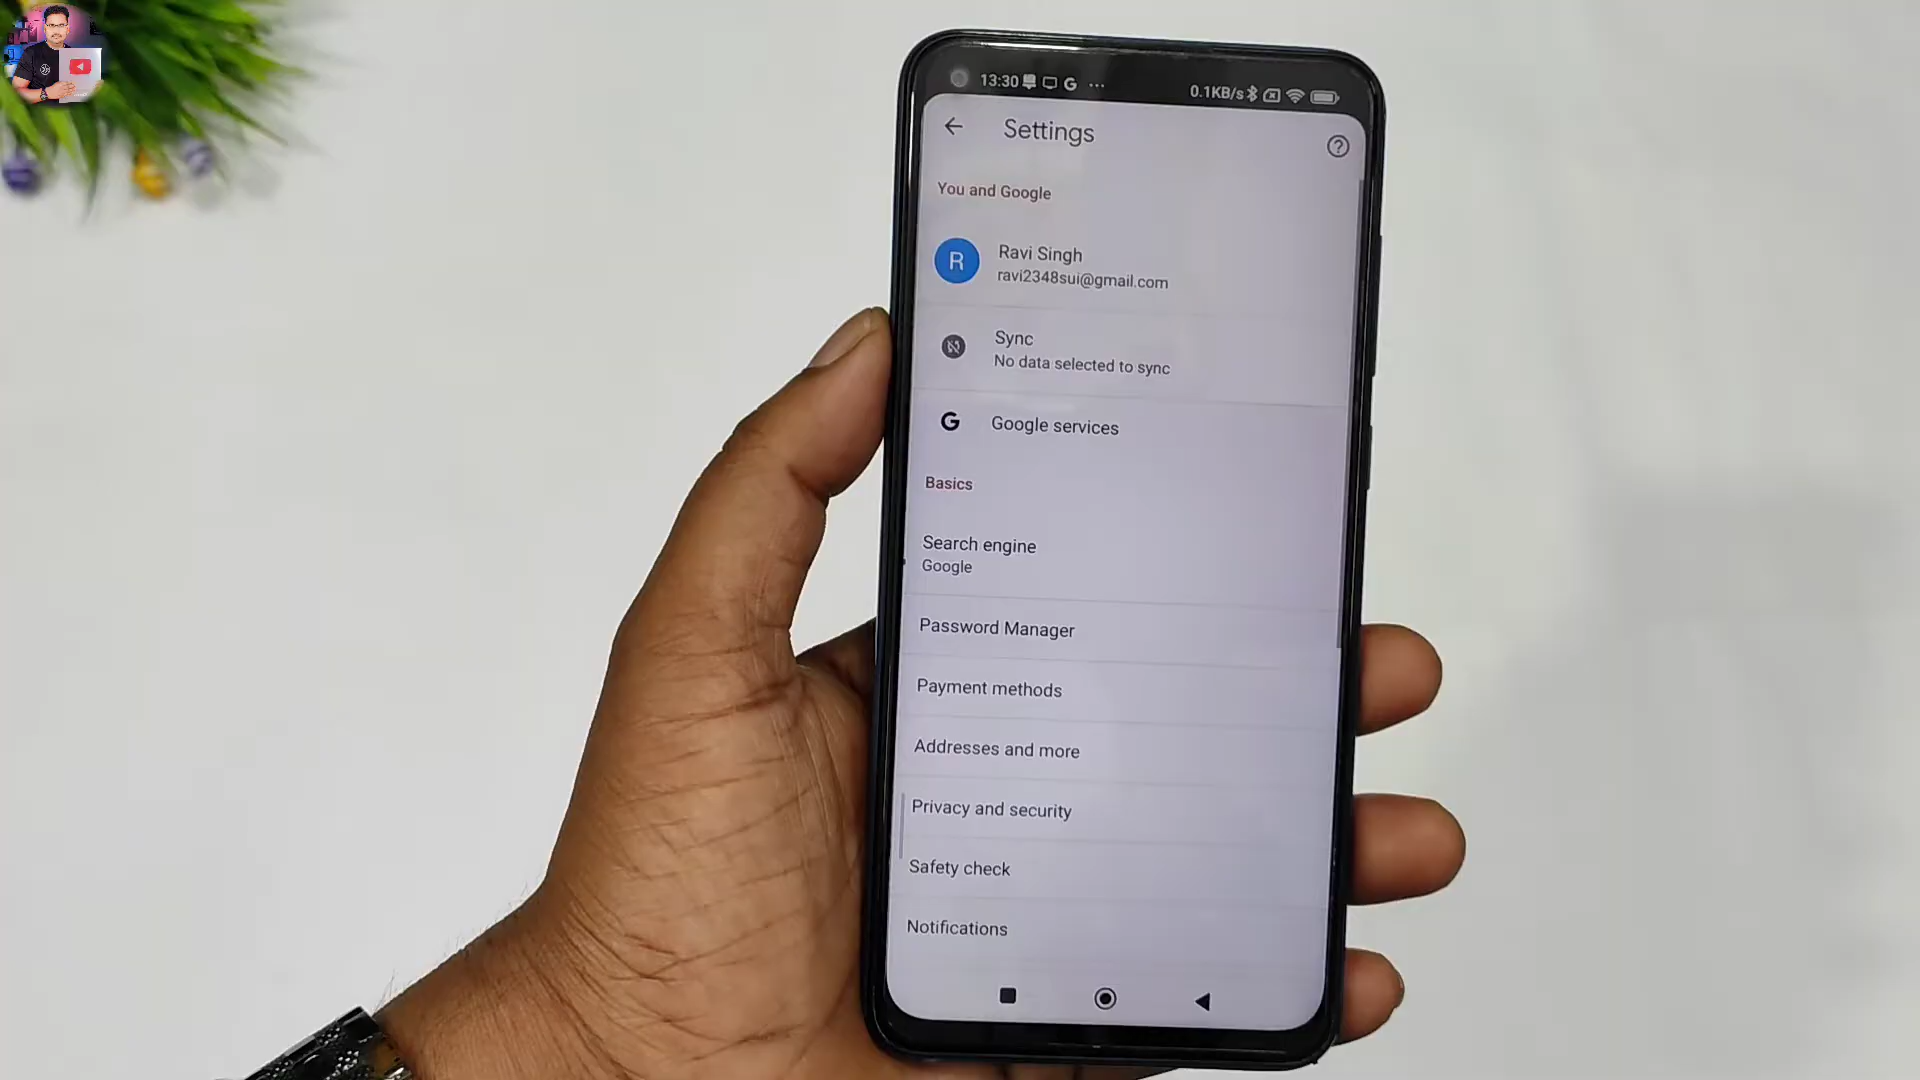 13:30
0.1KB/s
Settings
You and Google
R
Ravi Singh
ravi2348sui@gmail.com
Sync
No data selected to sync
G
Google services
Basics
Search engine
Google
Password Manager
Payment methods
Addresses and more
Privacy and security
Safety check
Notifications